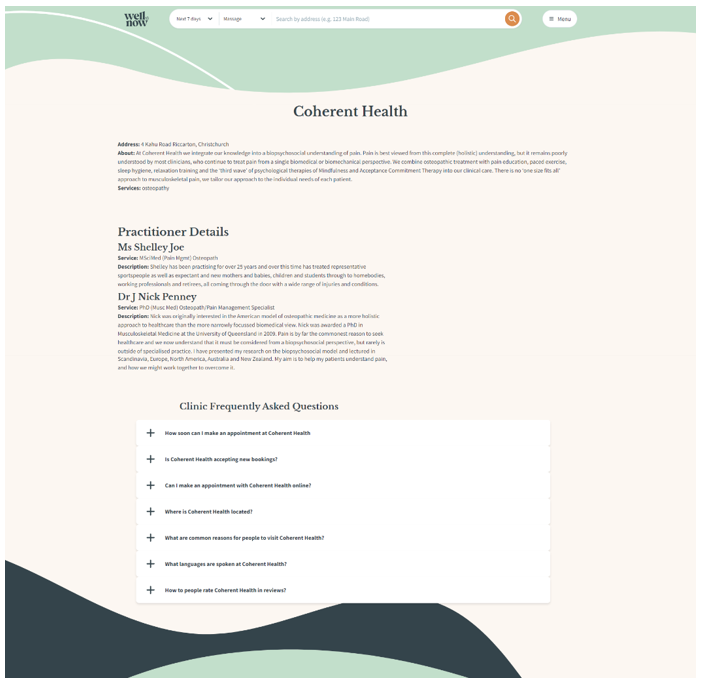 well
now
Next 7 days
Message
Search by address (e.g. 123 Main Road)
Menu
Coherent Health
Address: 4 Kahu Riccarton, Christchurch
About: At Coherent Health we integrate our knowledge into a biopsychosocial understanding of pain. Pain is best viewed from this complete (holistic) understanding, but it remains poorly
understood by most clinicians, who continue to treat pain from a single biomedical or biomechanical perspective. We combine osteopathic treatment with pain education, paced exercise,
sleep hygiene, relaxation training and the 'third wave' of psychological therapies of Mindfulness and Acceptance Commitment Therapy into our clinical care. There is no 'one size fits all'
approach to musculoskeletal pain, we tailor our approach to the individual needs of each patient.
Services: osteopathy
Practitioner Details
Ms Shelley Joe
Service: MSc Med (Pain Mgmt) Osteopath
Description: Shelley has been practising for over 25 years and over this time has treated representative
sportspeople as well as expectant and new mothers and babies, children and students through to homebodies,
working professionals and retirees, all coming through the door with a wide range of injuries and conditions.
Dr J Nick Penney
Service: PhD (Musc Med) Osteopath/Pain Management Specialist
Description: Nick was originally interested in the American model of osteopathic medicine as a more holistic
approach to healthcare than the more narrowly focussed biomedical view. Nick was awarded a PhD in
Musculoskeletal Medicine at the University of Queensland in 2009. Pain is by far the commonest reason to seek
healthcare and we now understand that it must be considered from a biopsychosocial perspective, but rarely is
outside of specialised practice. I have presented my research on the biopsychosocial model and lectured in
Scandinavia, Europe, North America, Australia and New Zealand. My aim is to help my patients understand pain,
and how we might work together to overcome it.
Clinic Frequently Asked Questions
How soon can I make an appointment at Coherent Health
Is Coherent Health accepting new bookings?
Can I make an appointment with Coherent Health online?
Where is Coherent Health located?
What are common reasons for people to visit Coherent Health?
What languages are spoken at Coherent Health?
How to people rate Coherent Health in reviews?